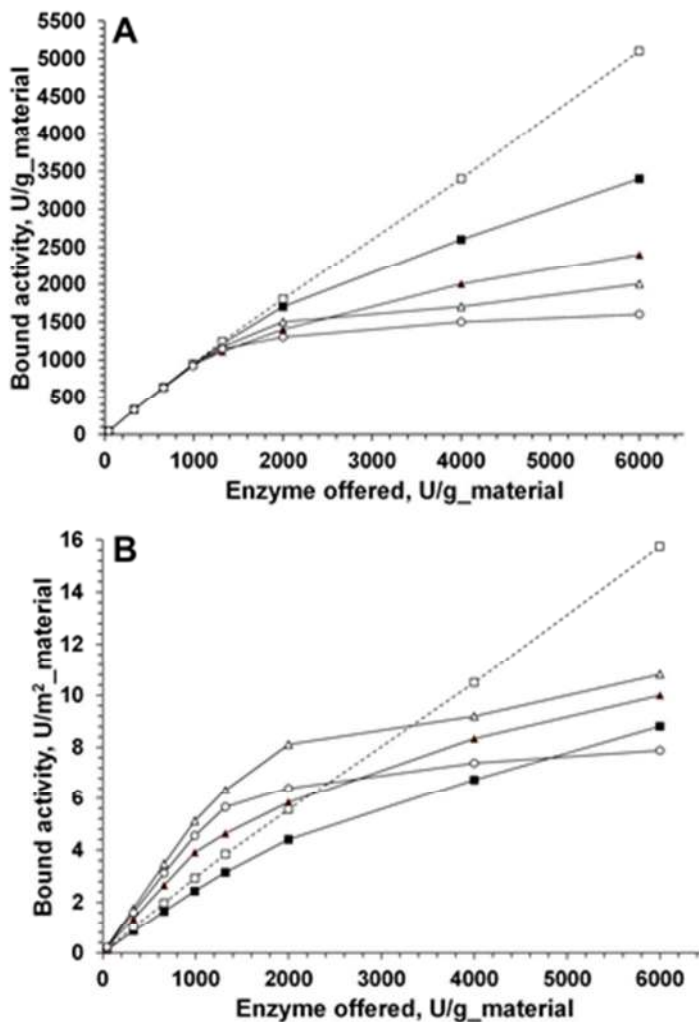 A
5500
5000
4500
4000
3500
3000
2500
2000
1500
1000
500
0
Bound activity, U/g_material
0 1000 2000 3000 4000 5000 6000
Enzyme offered, U/g_material
B
16
14
12
10
8
6
4
2
0
Bound activity, U/m²_material
0 1000 2000 3000 4000 5000 6000
Enzyme offered, U/g_material